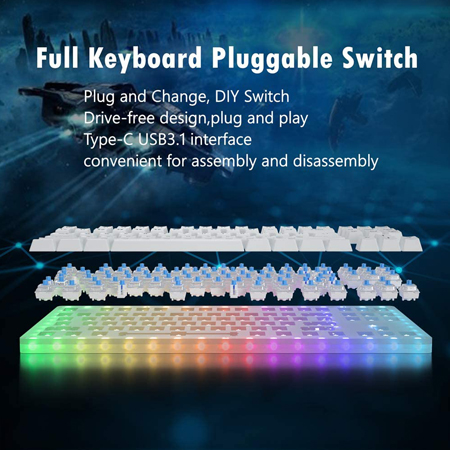 Full Keyboard Pluggable Switch
Plug and Change, DIY Switch
Drive-free design,plug and play
Type-C USB3.1 interface
convenient for assembly and disassembly